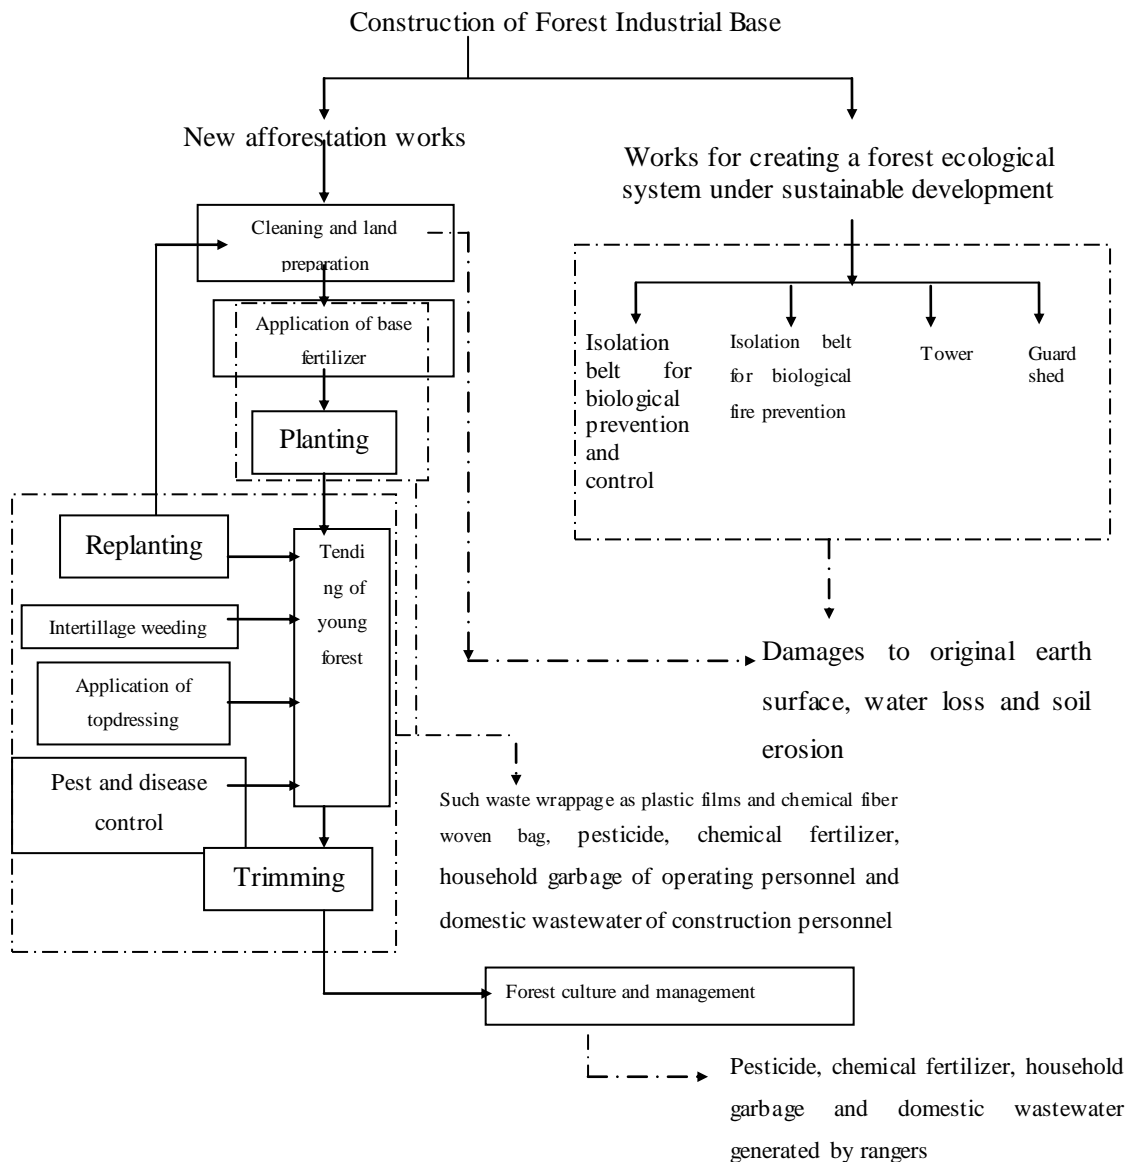 Construction of Forest Industrial Base
New afforestation works
Works for creating a forest ecological
system under sustainable development
Cleaning and land
preparation
Application of base
fertilizer
Planting
Isolation
belt for
biological
prevention
and
control
Isolation belt
for biological
fire prevention
Tower
Guard
shed
Replanting
Intertillage weeding
Application of
topdressing
Pest and disease
control
Tendi
ng of
young
forest
Trimming
Damages to original earth
surface, water loss and soil
erosion
Such waste wrappage as plastic films and chemical fiber
woven bag, pesticide, chemical fertilizer,
household garbage of operating personnel and
domestic wastewater of construction personnel
Forest culture and management
Pesticide, chemical fertilizer, household
garbage and domestic wastewater
generated by rangers